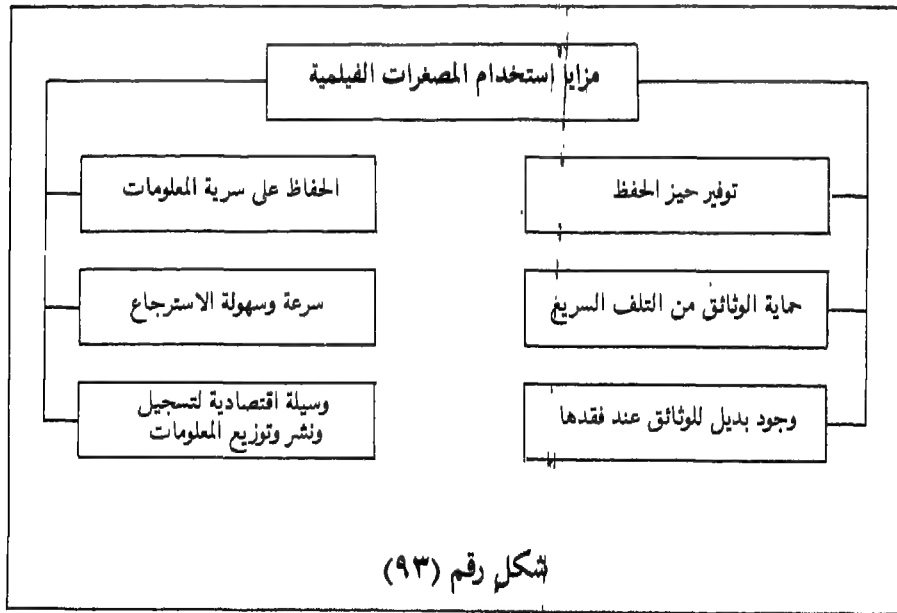 مزايا إستخدام المصغرات الفيلمية
توفير حيز الحفظ
حماية الوثائق من التلف السريع
وجود بديل للوثائق عند فقدها
الحفاظ على سرية المعلومات
سرعة وسهولة الاسترجاع
وسيلة اقتصادية لتسجيل
ونشر وتوزيع المعلومات
شكل رقم (٩٣)